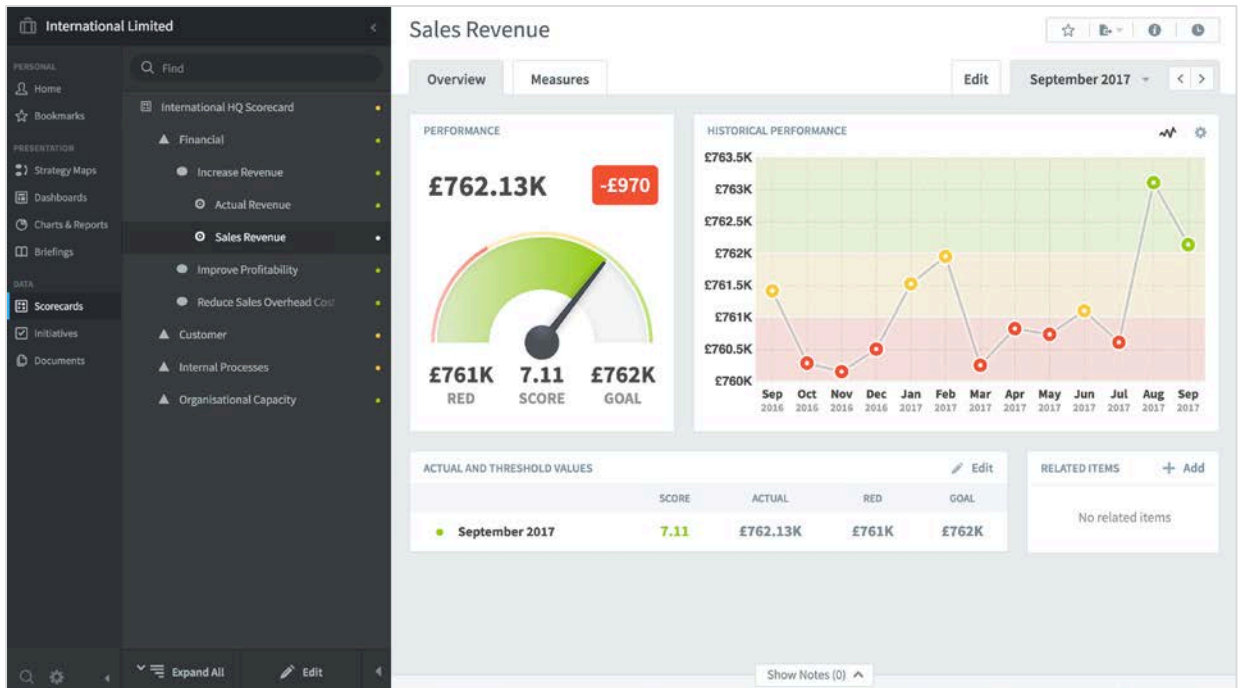 International Limited
PERSONAL
Home
Bookmarks
PRESENTATION
Strategy Maps
Dashboards
Charts & Reports
Briefings
DATA
Scorecards
Initiatives
Documents
Find
International HQ Scorecard
Financial
Increase Revenue
Actual Revenue
Sales Revenue
Improve Profitability
Reduce Sales Overhead Cost
Customer
Internal Processes
Organisational Capacity
Expand All Edit
Sales Revenue
Overview Measures Edit September 2017
PERFORMANCE
£762.13K -£970
£761K 7.11 £762K
RED SCORE GOAL
HISTORICAL PERFORMANCE
£763.5K
£763K
£762.5K
£762K
£761.5K
£761K
£760.5K
£760K
Sep Oct Nov Dec Jan Feb Mar Apr May Jun Jul Aug Sep
2016 2016 2016 2016 2017 2017 2017 2017 2017 2017 2017 2017 2017
ACTUAL AND THRESHOLD VALUES Edit
SCORE ACTUAL RED GOAL
September 2017 7.11 £762.13K £761K £762K
RELATED ITEMS + Add
No related items
Show Notes (0)